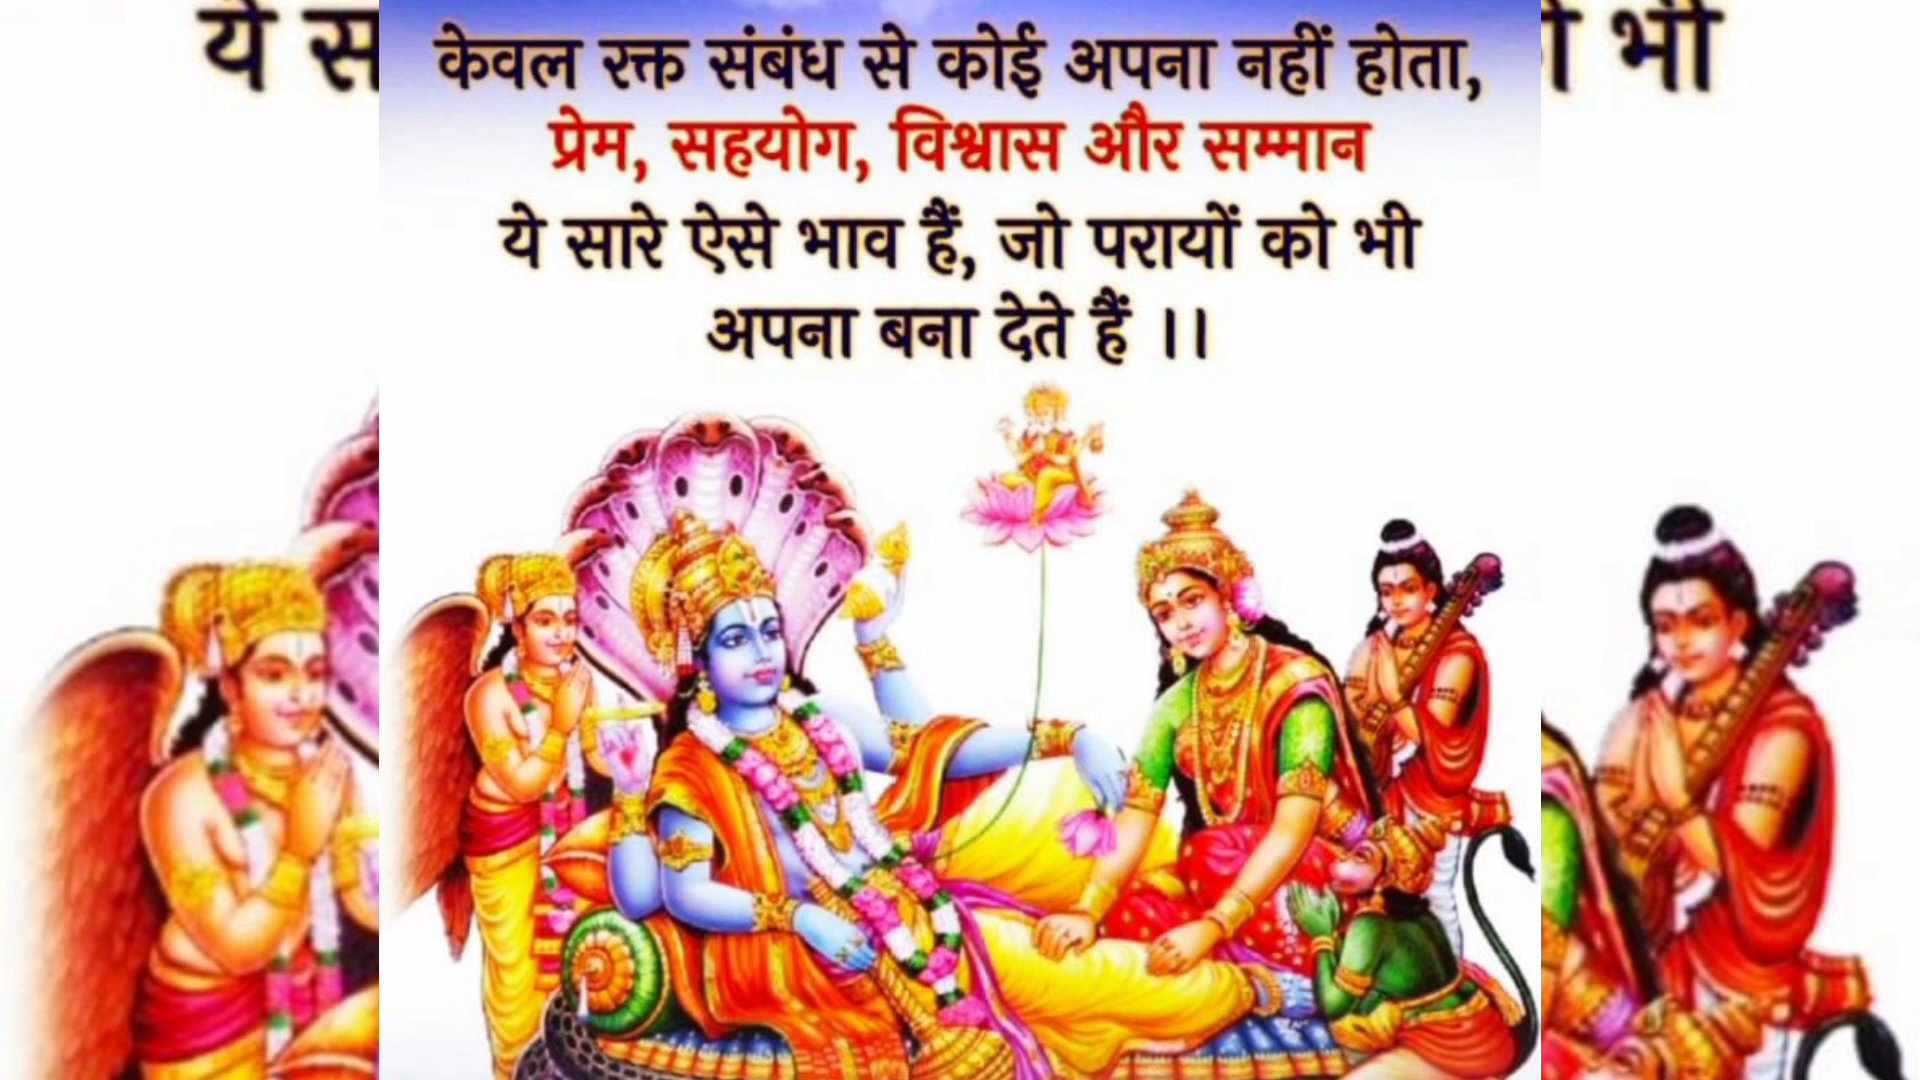 केवल रक्त संबंध से कोई अपना नहीं होता,
प्रेम, सहयोग, विश्वास और सम्मान
ये सारे ऐसे भाव हैं, जो परायों को भी
अपना बना देते हैं ।।